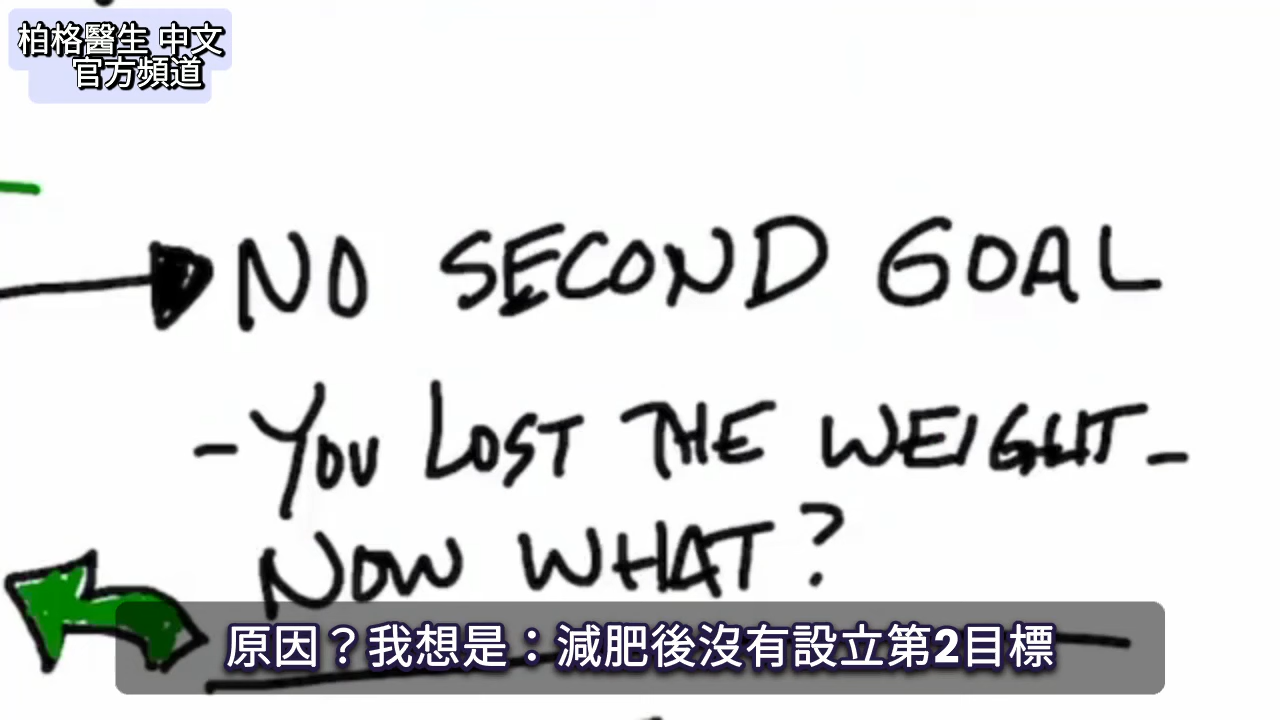 柏格醫生 中文
官方頻道
NO SECOND GOAL
- YOU LOST THE WEIGHT -
NOW WHAT?
原因？我想是：減肥後沒有設立第2目標